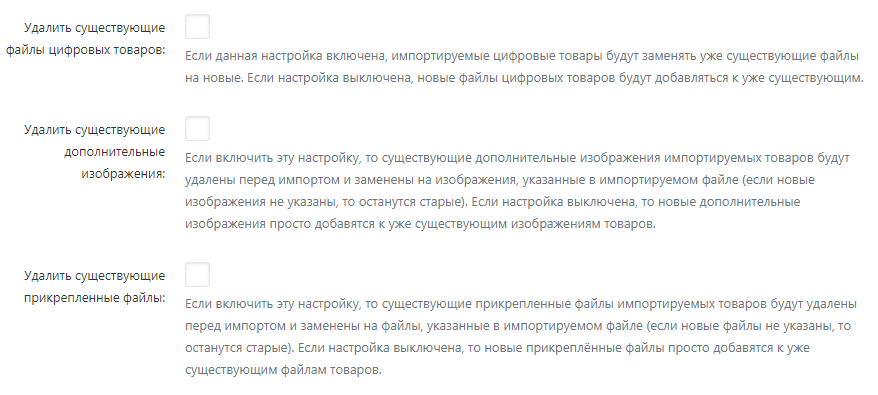 Удалить существующие
файлы цифровых товаров:
Если данная настройка включена, импортируемые цифровые товары будут заменять уже существующие файлы
на новые. Если настройка выключена, новые файлы цифровых товаров будут добавляться к уже существующим.
Удалить существующие
дополнительные
изображения:
Если включить эту настройку, то существующие дополнительные изображения импортируемых товаров будут
удалены перед импортом и заменены на изображения, указанные в импортируемом файле (если новые
изображения не указаны, то останутся старые). Если настройка выключена, то новые дополнительные
изображения просто добавятся к уже существующим изображениям товаров.
Удалить существующие
прикрепленные файлы:
Если включить эту настройку, то существующие прикрепленные файлы импортируемых товаров будут удалены
перед импортом и заменены на файлы, указанные в импортируемом файле (если новые файлы не указаны, то
останутся старые). Если настройка выключена, то новые прикреплённые файлы просто добавятся к уже
существующим файлам товаров.